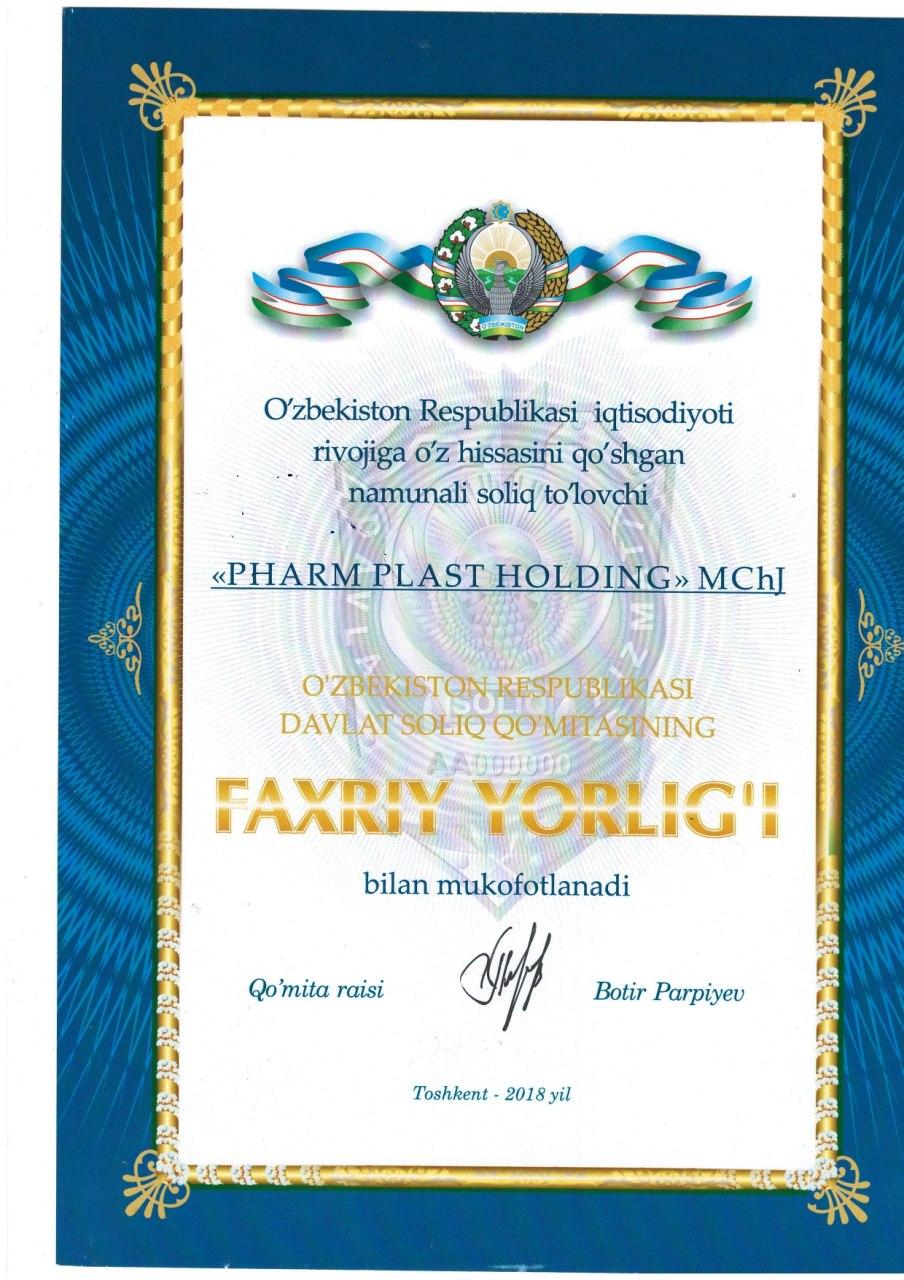 O'ZBEKISTON
O'zbekiston Respublikasi iqtisodiyoti
rivojiga o'z hissasini qo'shgan
namunali soliq to'lovchi
«PHARM PLAST HOLDING» MChJ
O'ZBEKISTON RESPUBLIKASI
SOLIQ
DAVLAT SOLIQ QO'MITASINING
AA000000
FAXRIY YORLIG'I
bilan mukofotlanadi
Qo'mita raisi
Botir Parpiyev
Toshkent - 2018 yil